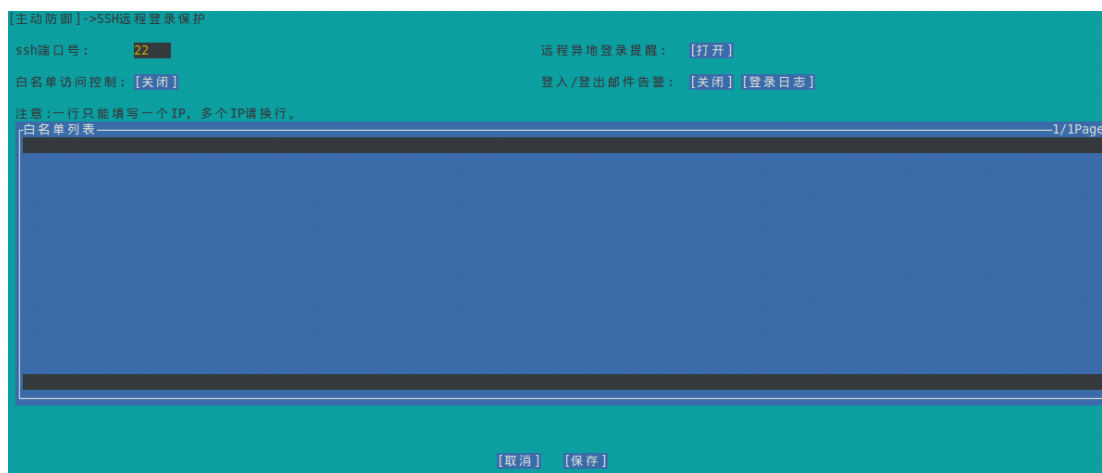 [主动防御]->SSH远程登录保护
ssh端口号: 22 远程异地登录提醒: [打开]
白名单访问控制: [关闭] 登入/登出邮件告警: [关闭] [登录日志]
注意:一行只能填写一个IP, 多个IP请换行。
白名单列表 1/1Page
[取消] [保存]